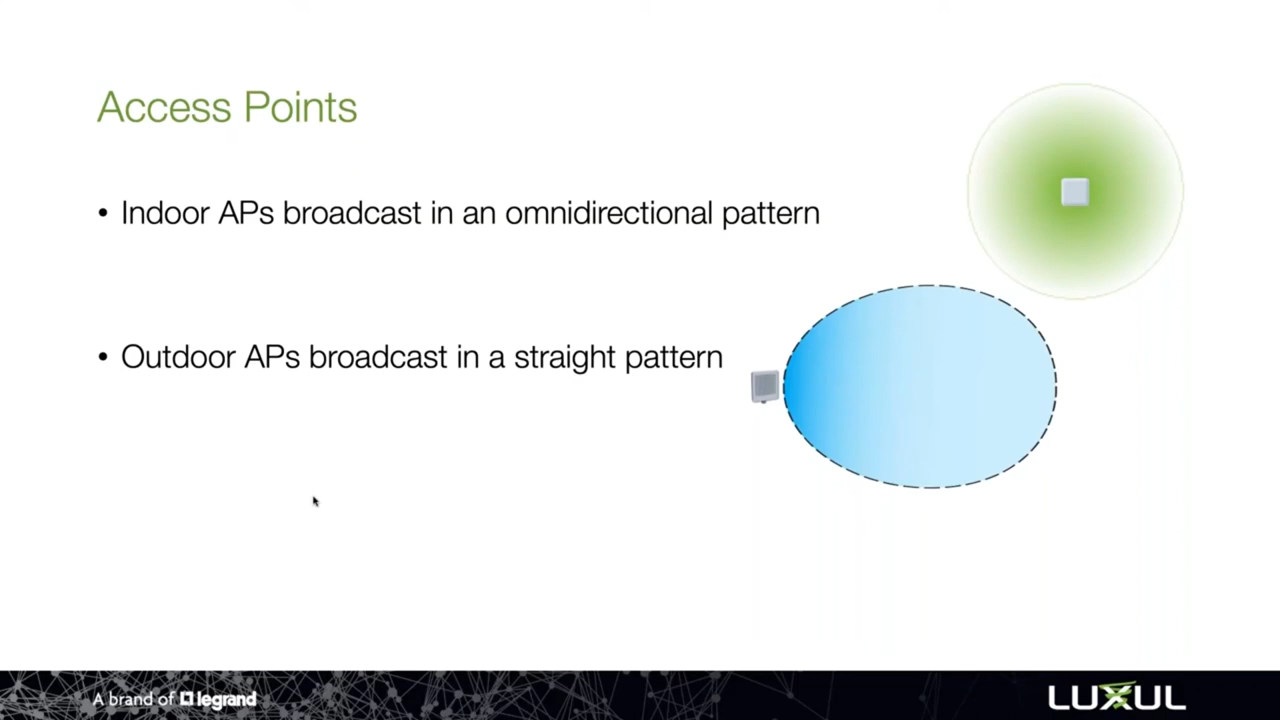 Access Points
• Indoor APs broadcast in an omnidirectional pattern
• Outdoor APs broadcast in a straight pattern
A brand of legrand
LUXUL